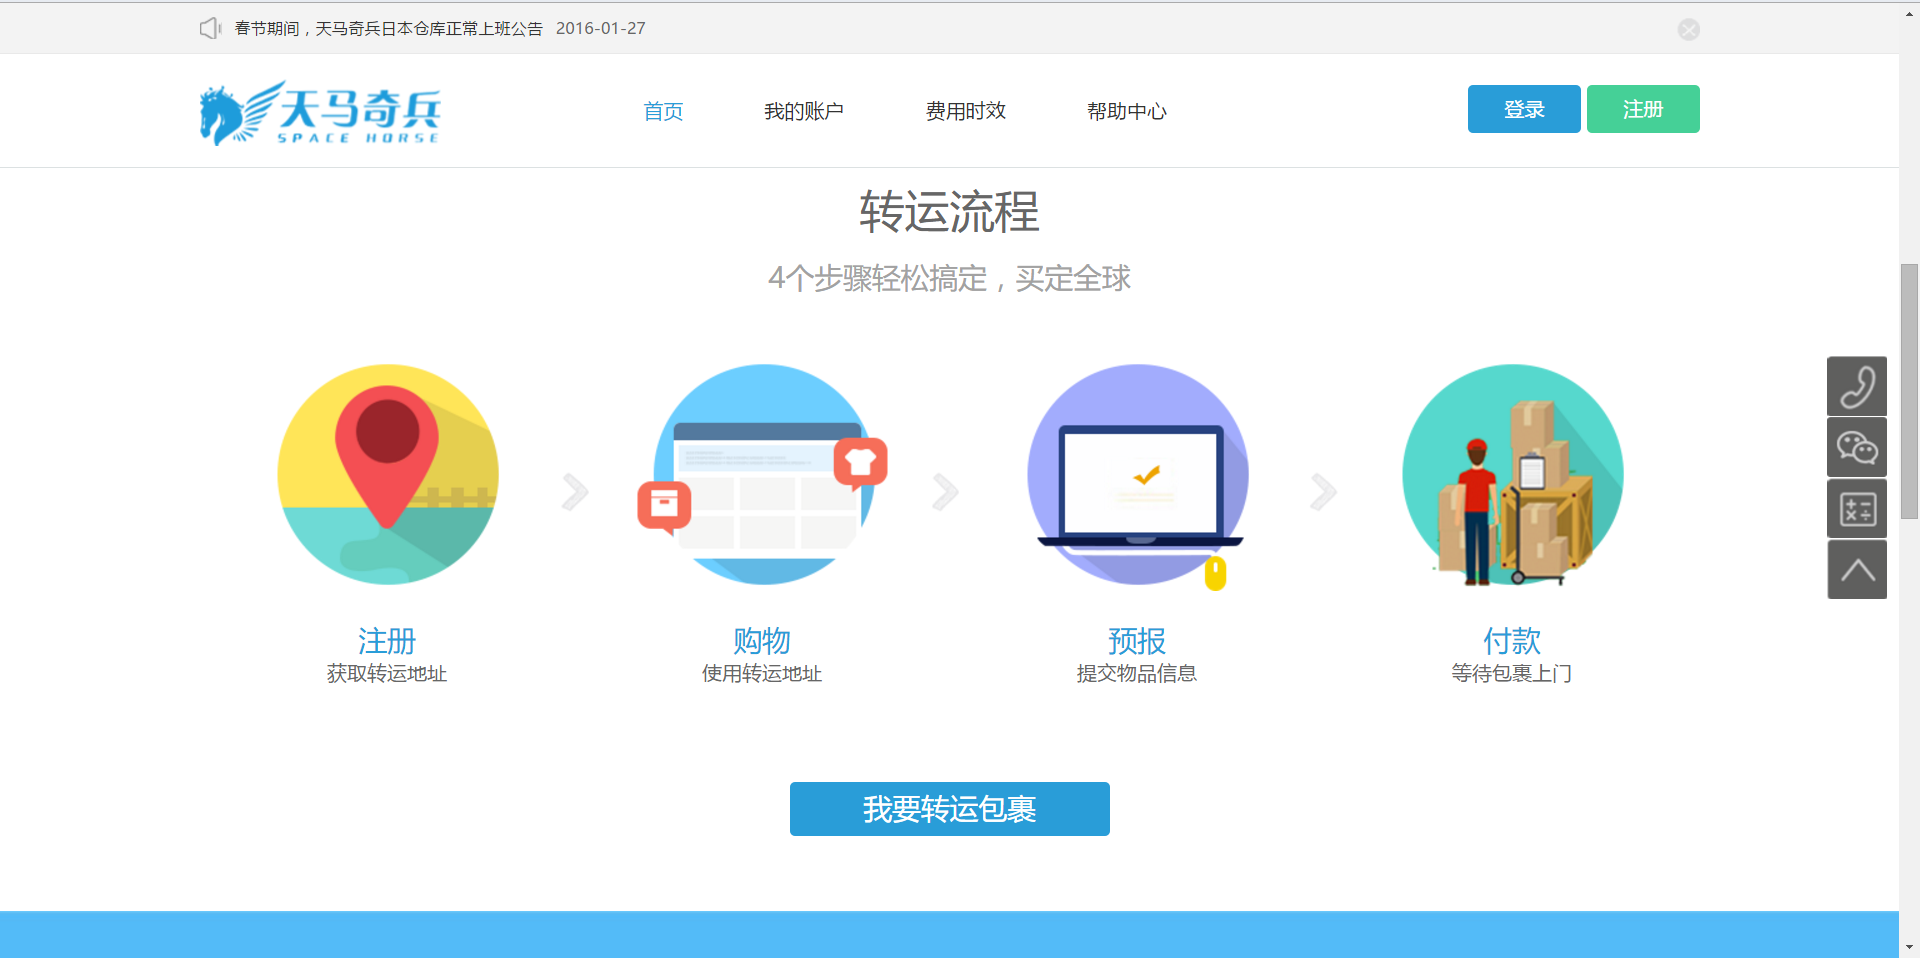 春节期间，天马奇兵日本仓库正常上班公告 2016-01-27
天马奇兵
SPACE HORSE
首页 我的账户 费用时效 帮助中心
登录 注册
转运流程
4个步骤轻松搞定，买定全球
注册 购物 预报 付款
获取转运地址 使用转运地址 提交物品信息 等待包裹上门
我要转运包裹